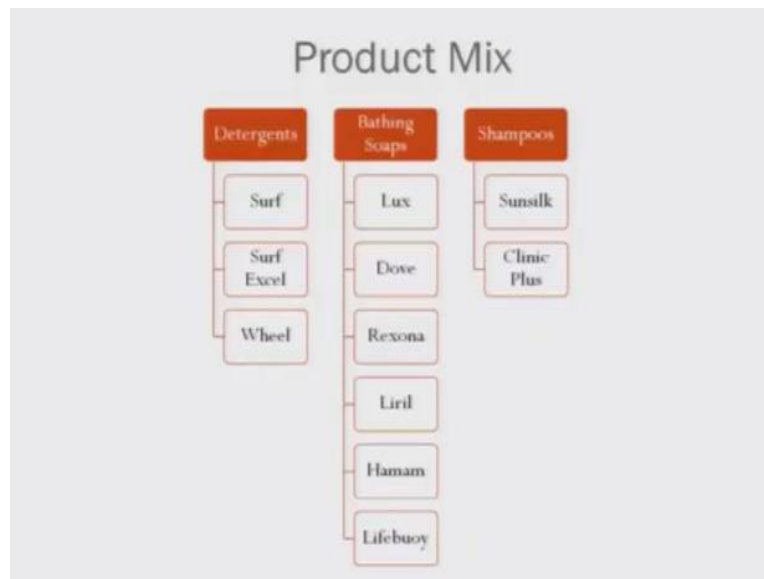 Product Mix
Detergents
Surf
Surf
Excel
Wheel
Bathing
Soaps
Lux
Dove
Rexona
Liril
Hamam
Lifebuoy
Shampoos
Sunsilk
Clinic
Plus